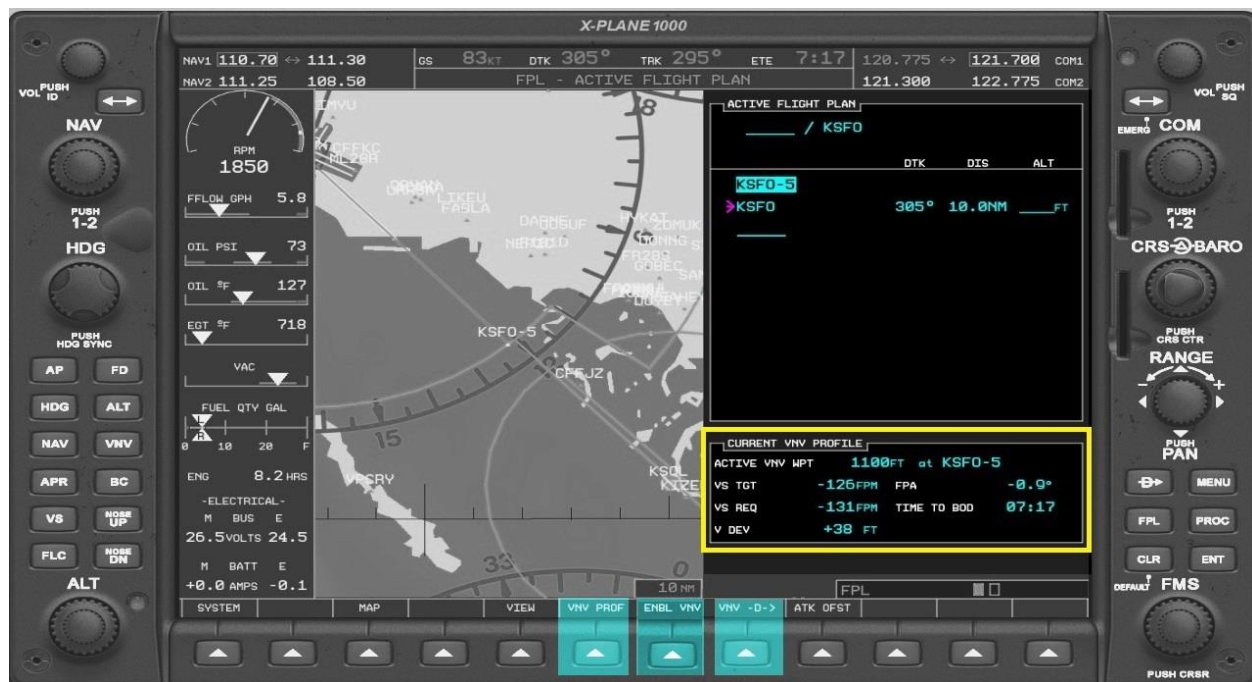 X-PLANE 1000
NAV1 110.70 ↔ 111.30
NAV2 111.25 108.50
GS 83KT DTK 305° TRK 295° ETE 7:17
FPL - ACTIVE FLIGHT PLAN
120.775 ↔ 121.700 COM1
121.300 122.775 COM2
VOL PUSH ID
NAV
PUSH 1-2
HDG
PUSH HDG SYNC
AP FD
HDG ALT
NAV VNV
APR BC
VS NOSE UP
FLC NOSE DN
ALT
RPM
1850
FFLOW GPH 5.8
OIL PSI 73
OIL ºF 127
EGT ºF 718
VAC
FUEL QTY GAL
L
R
0 10 20 F
ENG 8.2 HRS
-ELECTRICAL-
M BUS E
26.5 VOLTS 24.5
M BATT E
+0.0 AMPS -0.1
KSFO-5
CFFJZ
KSQL
15
33
0
10 NM
ACTIVE FLIGHT PLAN
_____ / KSFO
DTK DIS ALT
KSFO-5
KSFO 305° 10.0NM ____FT
_____
CURRENT VNV PROFILE
ACTIVE VNV WPT 1100FT at KSFO-5
VS TGT -126FPM FPA -0.9°
VS REQ -131FPM TIME TO BOD 07:17
V DEV +38 FT
FPL
SYSTEM MAP VIEW VNV PROF ENBL VNV VNV -D-> ATK OFST
VOL PUSH SQ
EMERG COM
PUSH 1-2
CRS BARO
PUSH CRS CTR
RANGE
- +
PUSH PAN
D MENU
FPL PROC
CLR ENT
DEFAULT FMS
PUSH CRSR